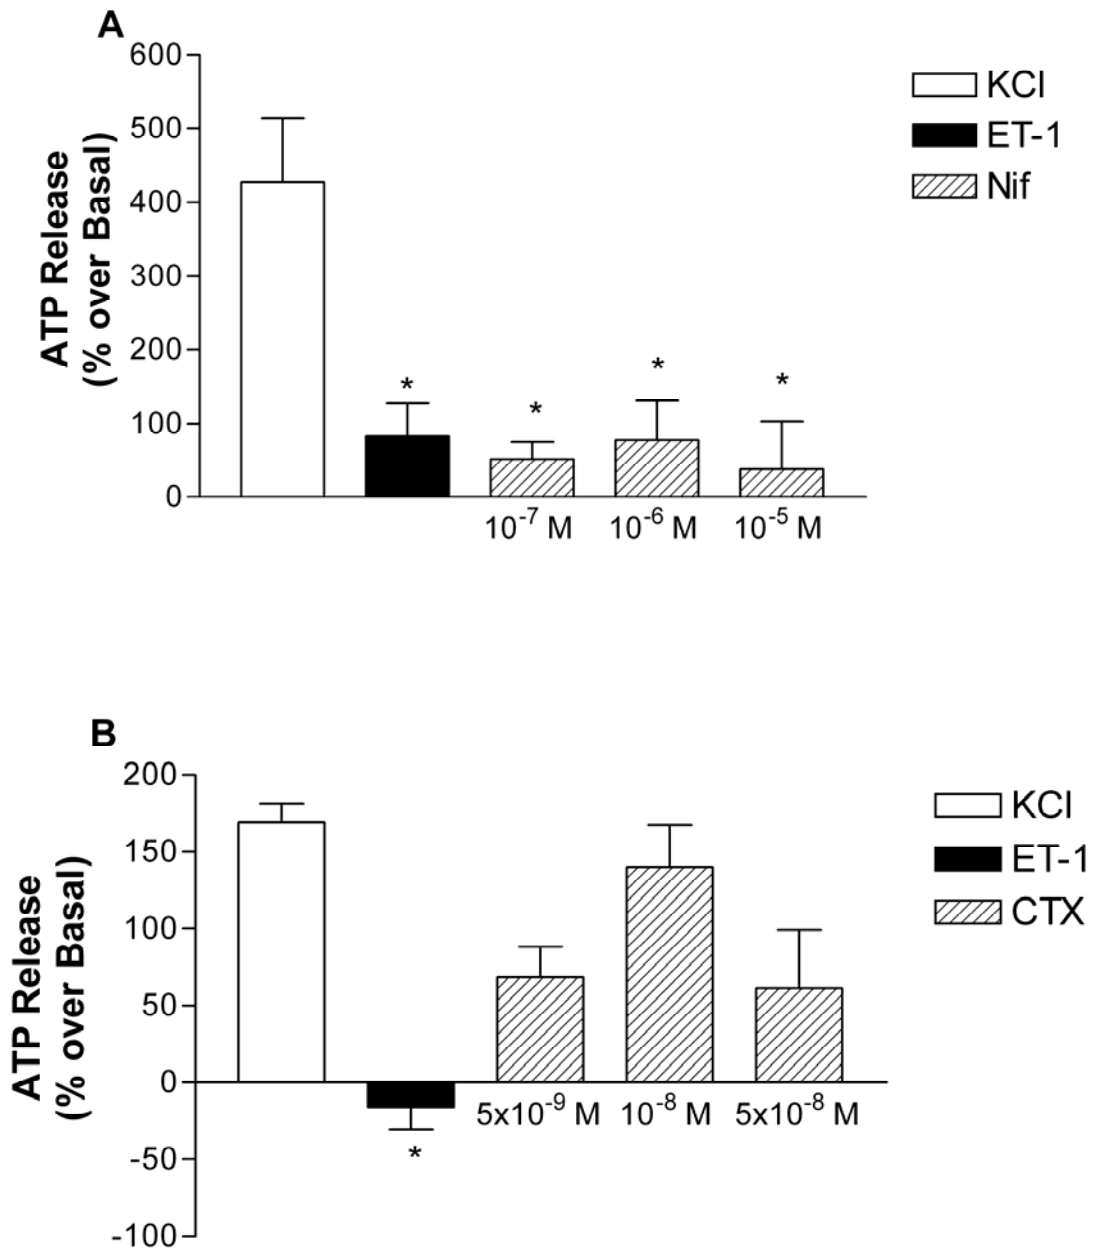 A
600
500
400
300
200
100
0
ATP Release
(% over Basal)
KCl
ET-1
Nif
*
*
*
*
10⁻⁷ M 10⁻⁶ M 10⁻⁵ M
B
200
150
100
50
0
-50
-100
ATP Release
(% over Basal)
KCl
ET-1
CTX
5x10⁻⁹ M 10⁻⁸ M 5x10⁻⁸ M
*